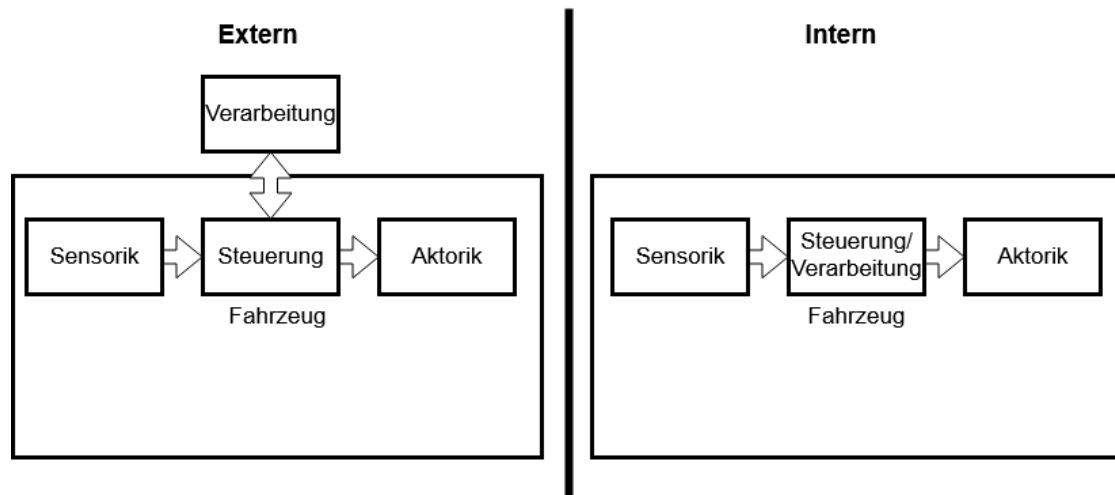 Extern
Verarbeitung
Sensorik
Steuerung
Aktorik
Fahrzeug
Intern
Sensorik
Steuerung/
Verarbeitung
Aktorik
Fahrzeug